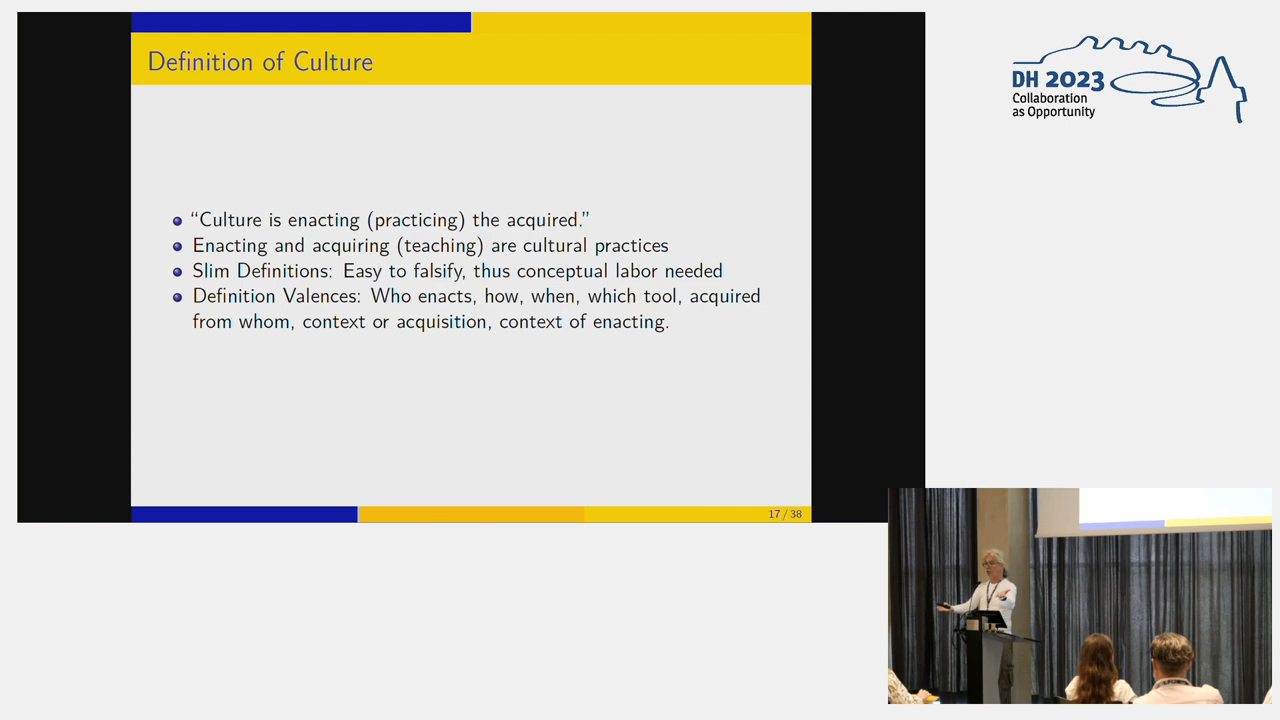 Definition of Culture
“Culture is enacting (practicing) the acquired.”
Enacting and acquiring (teaching) are cultural practices
Slim Definitions: Easy to falsify, thus conceptual labor needed
Definition Valences: Who enacts, how, when, which tool, acquired
from whom, context or acquisition, context of enacting.
17 / 38
DH 2023
Collaboration
as Opportunity